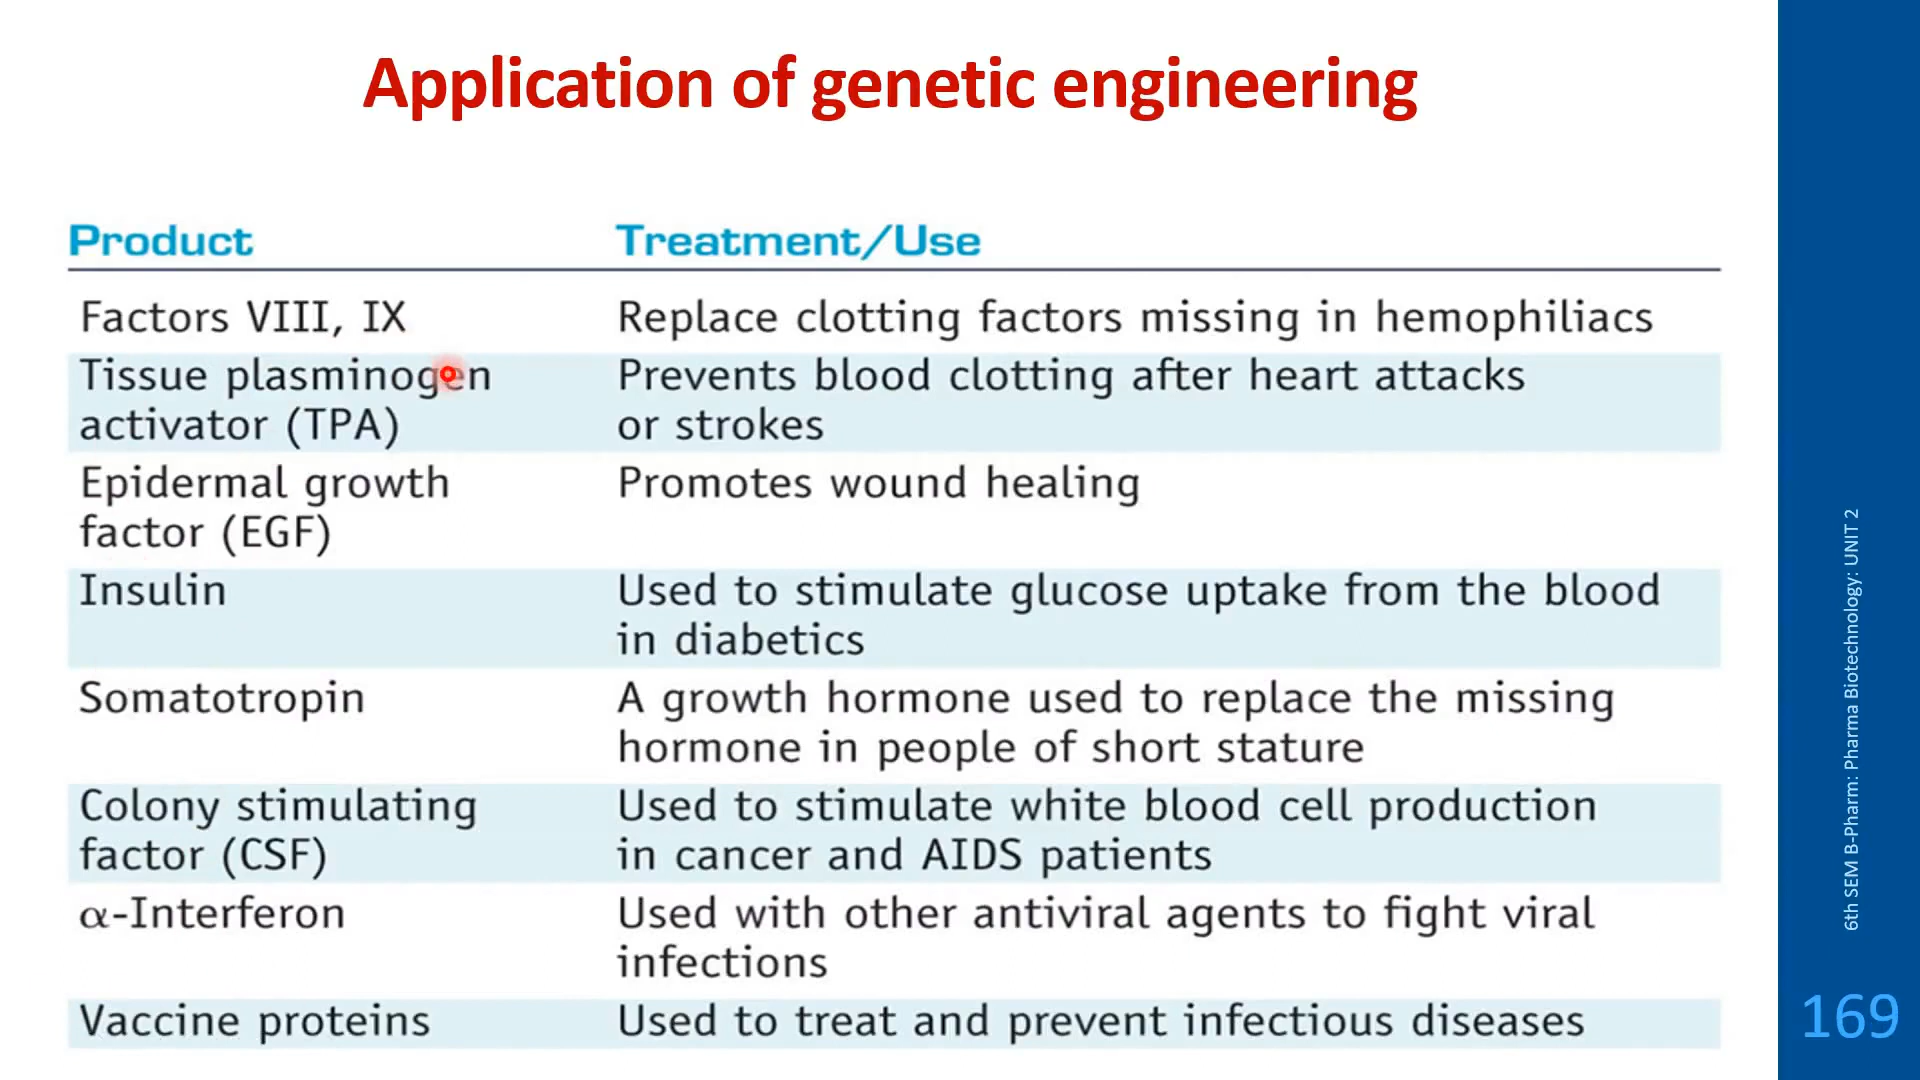 Application of genetic engineering
Product Treatment/Use
Factors VIII, IX Replace clotting factors missing in hemophiliacs
Tissue plasminogen Prevents blood clotting after heart attacks
activator (TPA) or strokes
Epidermal growth Promotes wound healing
factor (EGF)
Insulin Used to stimulate glucose uptake from the blood
in diabetics
Somatotropin A growth hormone used to replace the missing
hormone in people of short stature
Colony stimulating Used to stimulate white blood cell production
factor (CSF) in cancer and AIDS patients
α-Interferon Used with other antiviral agents to fight viral
infections
Vaccine proteins Used to treat and prevent infectious diseases
6th SEM B-Pharm: Pharma Biotechnology: UNIT 2
169